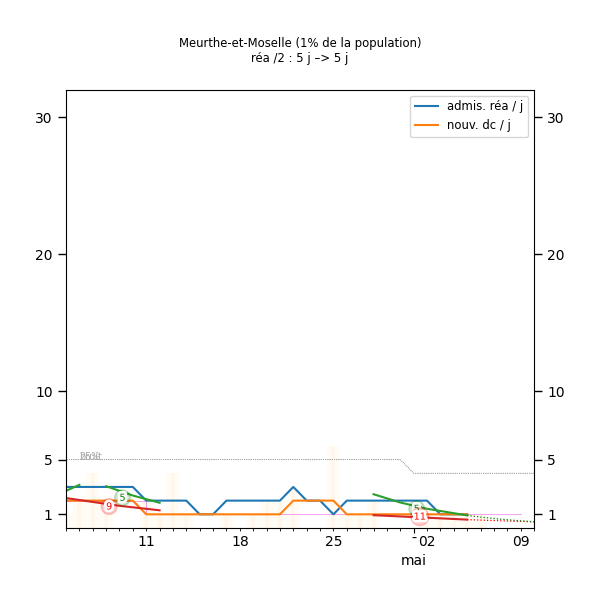 Meurthe-et-Moselle (1% de la population)
réa /2 : 5 j –> 5 j
admis. réa / j
nouv. dc / j
30 30
20 20
10 10
5 5
1 1
5
9
11
11 18 25 02 09
mai